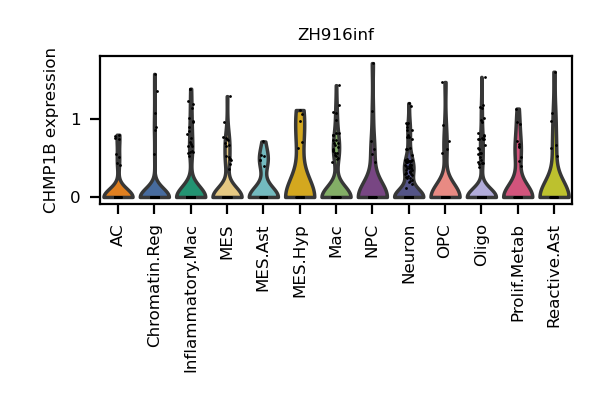 ZH916inf
CHMP1B expression
1
0
AC
Chromatin.Reg
Inflammatory.Mac
MES
MES.Ast
MES.Hyp
Mac
NPC
Neuron
OPC
Oligo
Prolif.Metab
Reactive.Ast